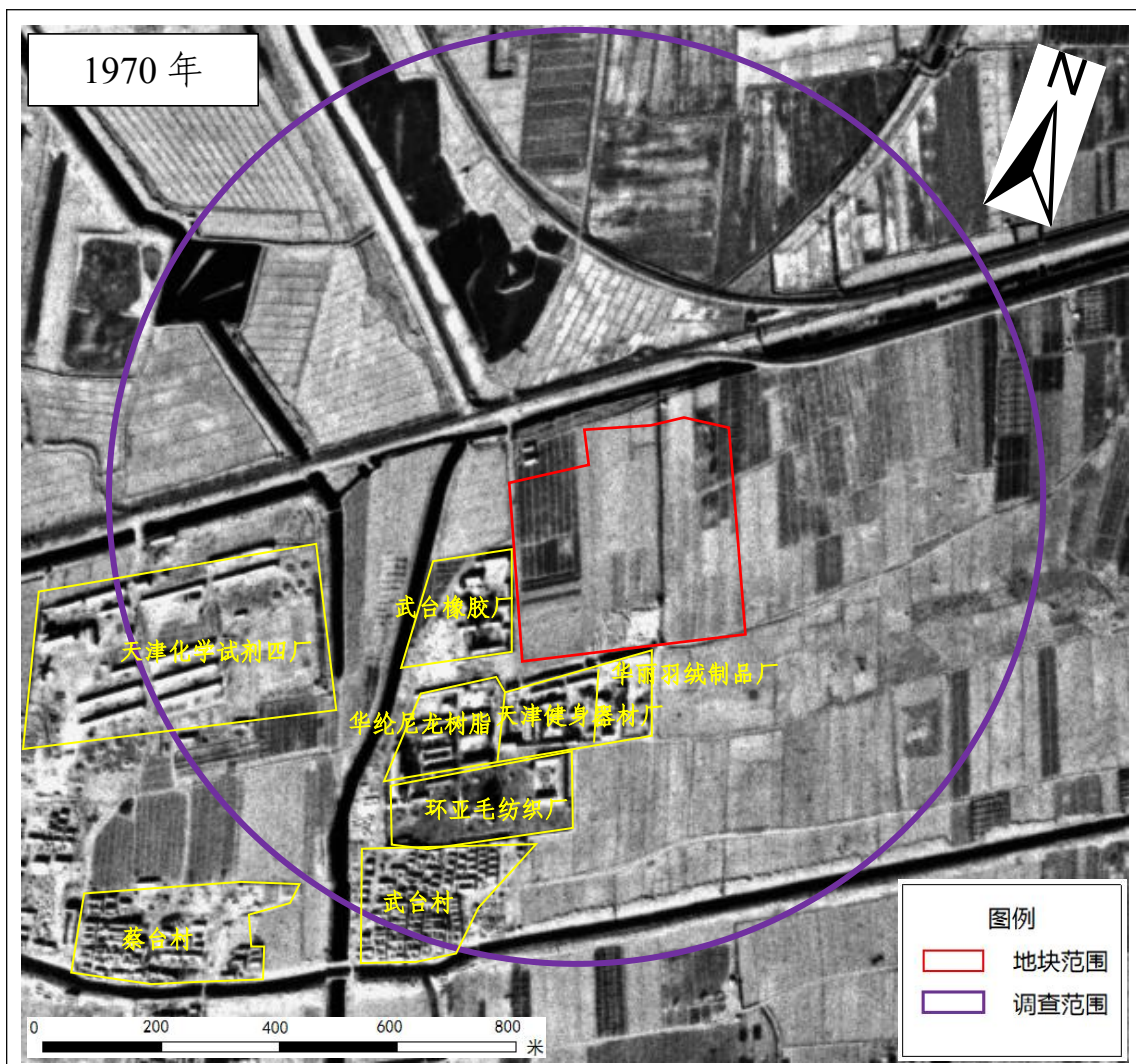 1970 年
N
武台橡胶厂
天津化学试剂四厂
华丽羽绒制品厂
华纶尼龙树脂
天津健身器材厂
环亚毛纺织厂
武台村
蔡台村
图例
地块范围
调查范围
0 200 400 600 800
米